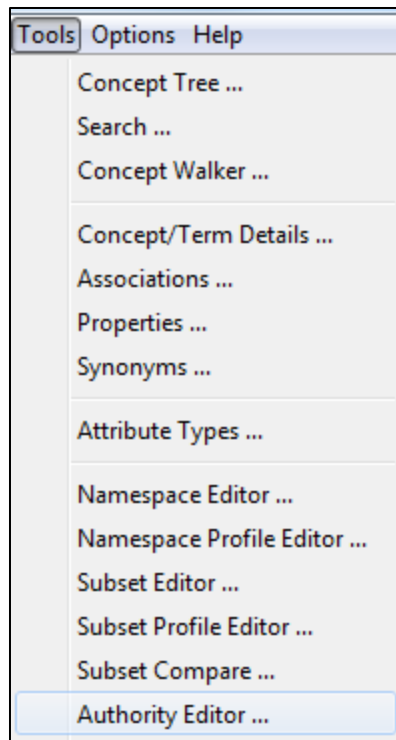 Tools Options Help
Concept Tree ...
Search ...
Concept Walker ...
Concept/Term Details ...
Associations ...
Properties ...
Synonyms ...
Attribute Types ...
Namespace Editor ...
Namespace Profile Editor ...
Subset Editor ...
Subset Profile Editor ...
Subset Compare ...
Authority Editor ...